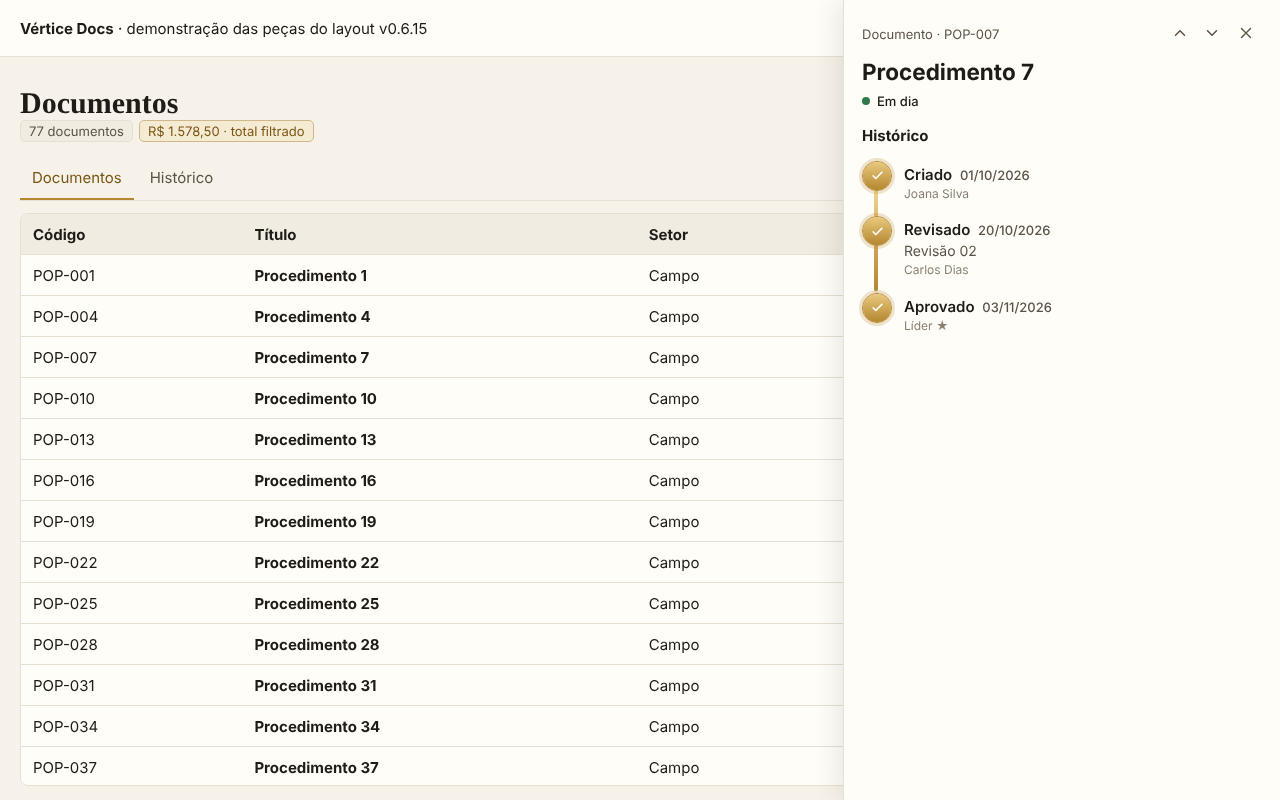 Vértice Docs · demonstração das peças do layout v0.6.15
Documentos
77 documentos
R$ 1.578,50 · total filtrado
Documentos
Histórico
Código Título Setor
POP-001 Procedimento 1 Campo
POP-004 Procedimento 4 Campo
POP-007 Procedimento 7 Campo
POP-010 Procedimento 10 Campo
POP-013 Procedimento 13 Campo
POP-016 Procedimento 16 Campo
POP-019 Procedimento 19 Campo
POP-022 Procedimento 22 Campo
POP-025 Procedimento 25 Campo
POP-028 Procedimento 28 Campo
POP-031 Procedimento 31 Campo
POP-034 Procedimento 34 Campo
POP-037 Procedimento 37 Campo
Documento · POP-007
Procedimento 7
Em dia
Histórico
Criado 01/10/2026
Joana Silva
Revisado 20/10/2026
Revisão 02
Carlos Dias
Aprovado 03/11/2026
Líder ★